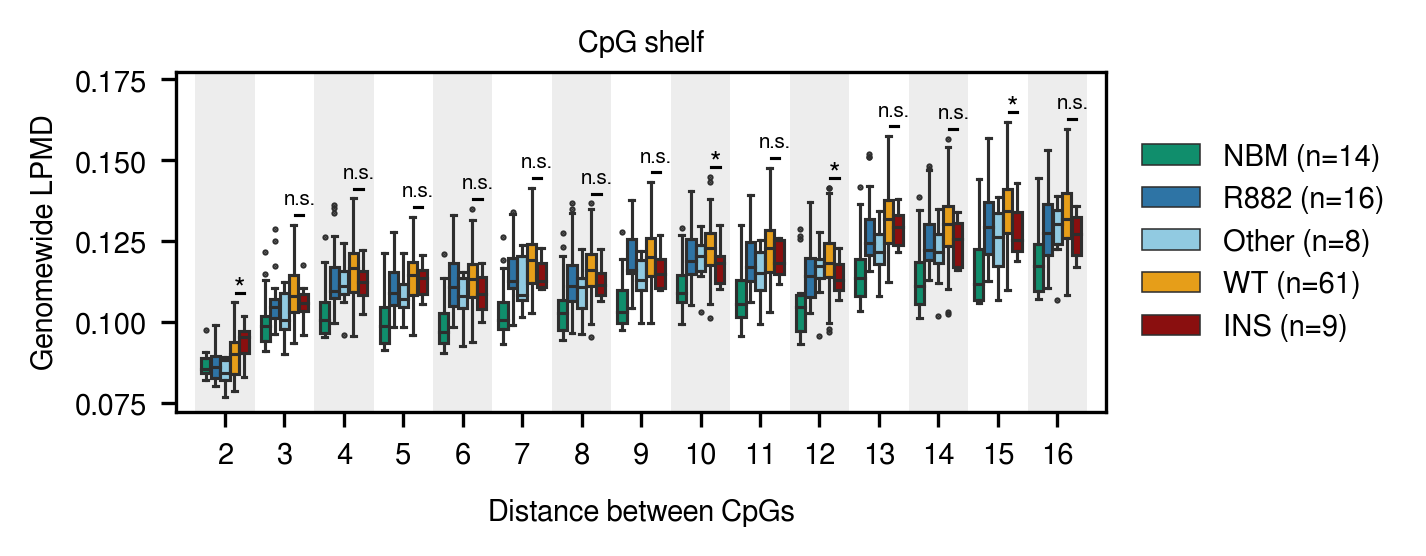 CpG shelf
Genomewide LPMD
0.175
0.150
0.125
0.100
0.075
*
n.s.
n.s.
n.s.
n.s.
n.s.
n.s.
n.s.
*
n.s.
*
n.s.
n.s.
*
n.s.
2 3 4 5 6 7 8 9 10 11 12 13 14 15 16
Distance between CpGs
NBM (n=14)
R882 (n=16)
Other (n=8)
WT (n=61)
INS (n=9)